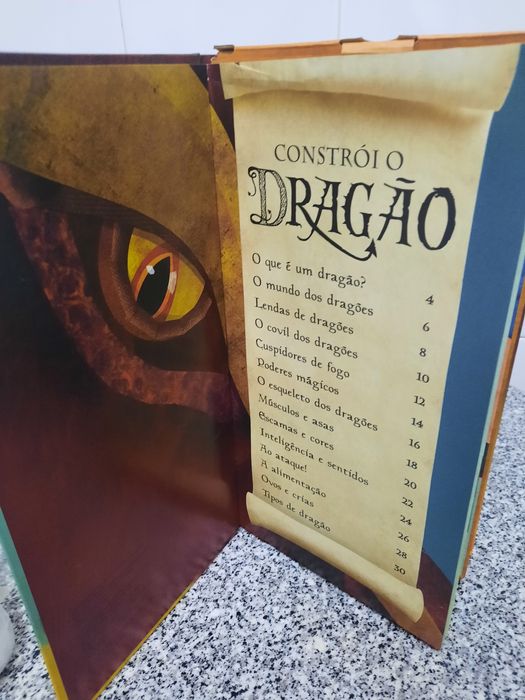 CONSTRÓI O
DRAGÃO
O que é um dragão? 4
O mundo dos dragões 6
Lendas de dragões 8
O covil dos dragões 10
Cuspidores de fogo 12
Poderes mágicos 14
O esqueleto dos dragões 16
Músculos e asas 18
Escamas e cores 20
Inteligência e sentidos 22
Ao ataque! 24
A alimentação 26
Ovos e crias 28
Tipos de dragão 30